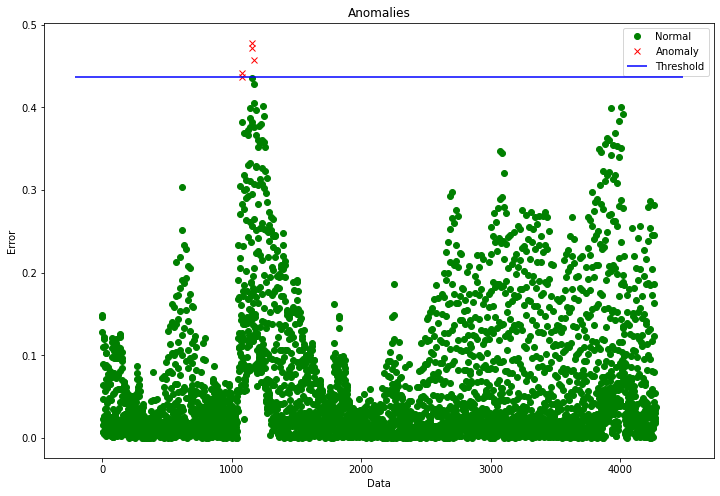 Anomalies
Normal
Anomaly
Threshold
0.5
0.4
0.3
0.2
0.1
0.0
Error
0 1000 2000 3000 4000
Data